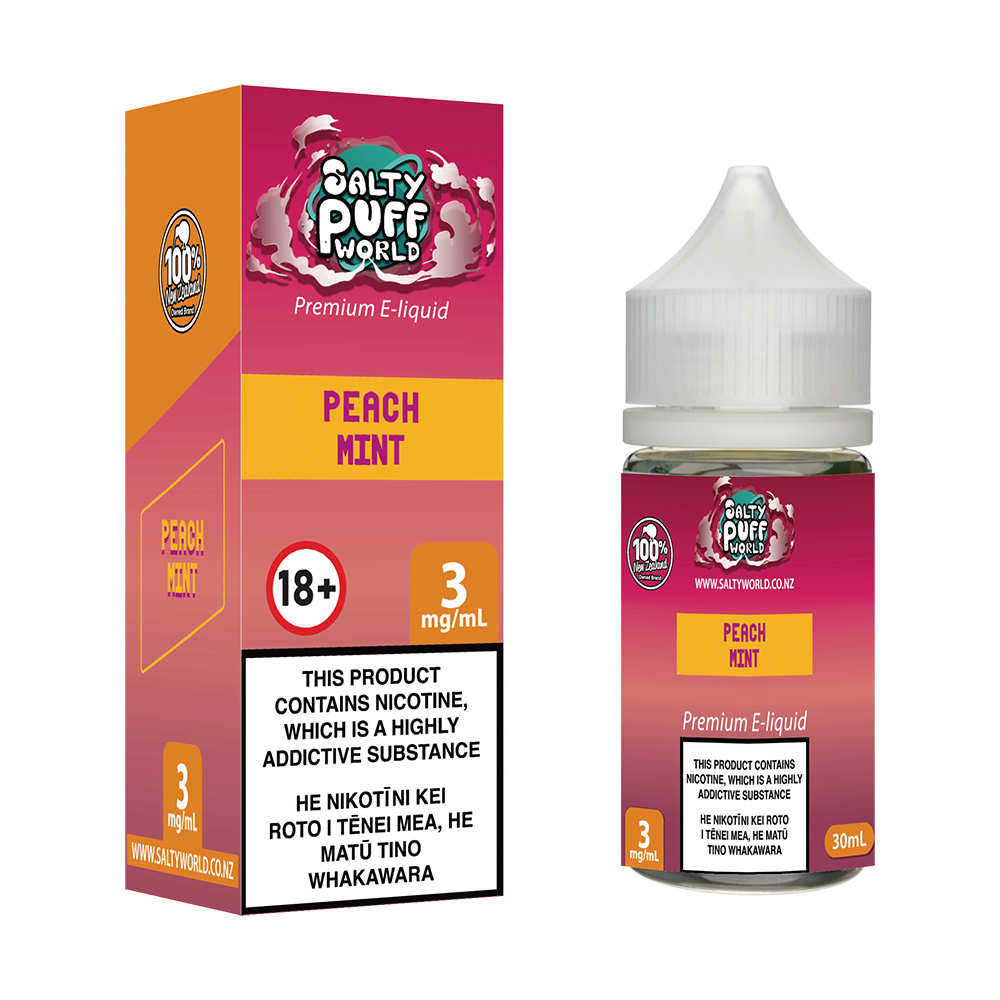 SALTY
PUFF
WORLD
Premium E-liquid
100%
New Zealand
Owned Brand
PEACH
MINT
PEACH
MINT
18+
3
mg/mL
THIS PRODUCT
CONTAINS NICOTINE,
WHICH IS A HIGHLY
ADDICTIVE SUBSTANCE
HE NIKOTĪNI KEI
ROTO I TĒNEI MEA, HE
MATŪ TINO
WHAKAWARA
3
mg/mL
WWW.SALTYWORLD.CO.NZ
SALTY
PUFF
WORLD
100%
New Zealand
Owned Brand
WWW.SALTYWORLD.CO.NZ
PEACH
MINT
Premium E-liquid
THIS PRODUCT CONTAINS
NICOTINE, WHICH IS A HIGHLY
ADDICTIVE SUBSTANCE
HE NIKOTĪNI KEI ROTO
I TĒNEI MEA, HE MATŪ
TINO WHAKAWARA
3
mg/mL
30mL